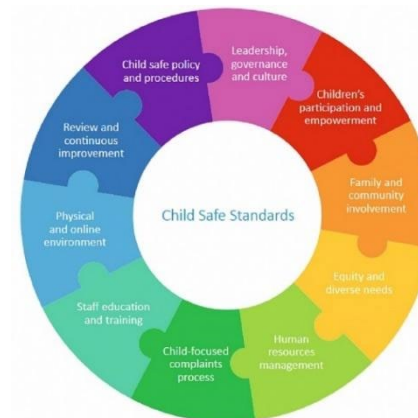 Leadership,
governance
and culture
Children's
participation and
empowerment
Family and
community
involvement
Equity and
diverse needs
Human
resources
management
Child-focused
complaints
process
Staff education
and training
Physical
and online
environment
Review and
continuous
improvement
Child safe policy
and procedures
Child Safe Standards